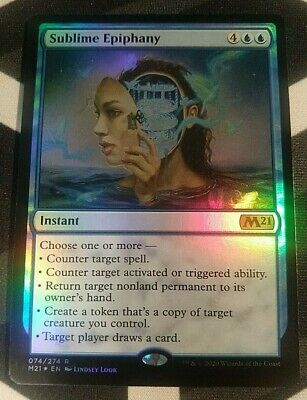 Sublime Epiphany 4
Instant M21
Choose one or more —
• Counter target spell.
• Counter target activated or triggered ability.
• Return target nonland permanent to its
owner's hand.
• Create a token that's a copy of target
creature you control.
• Target player draws a card.
074/274 R
M21 ★ EN Lindsey Look
™ & © 2020 Wizards of the Coast